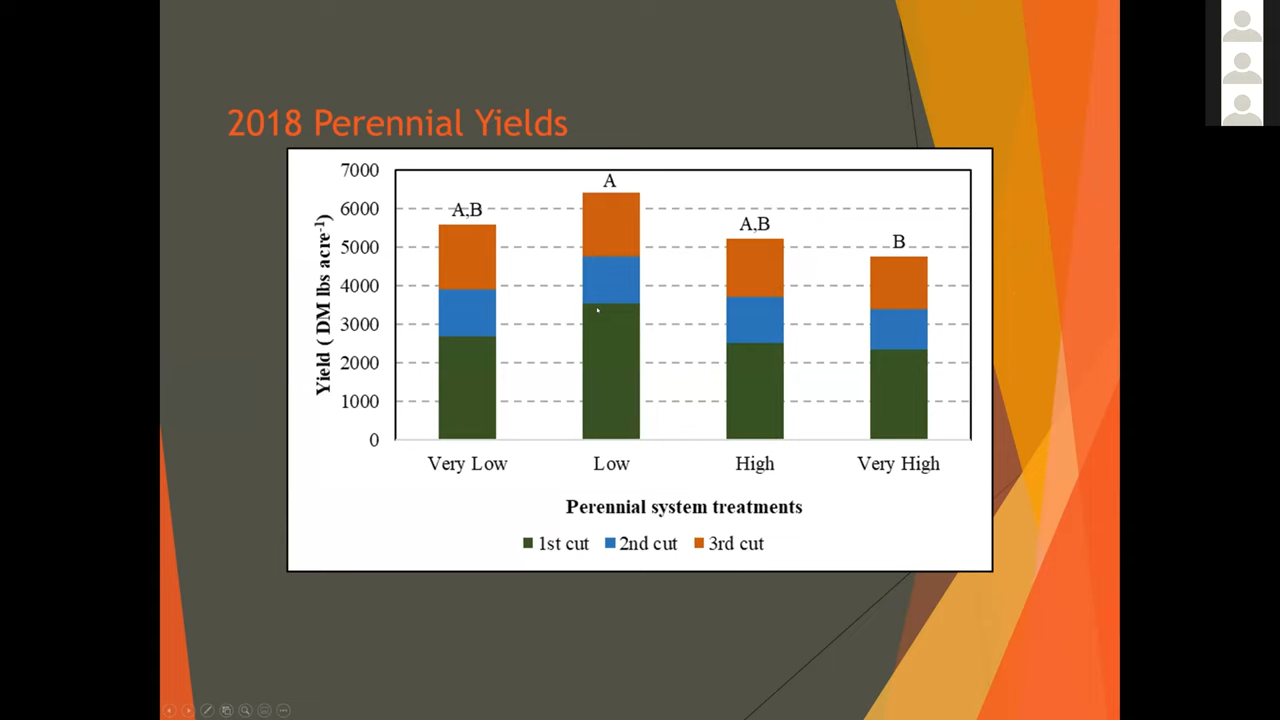 2018 Perennial Yields
7000
6000
5000
4000
3000
2000
1000
0
Yield ( DM lbs acre⁻¹)
A,B
A
A,B
B
Very Low
Low
High
Very High
Perennial system treatments
1st cut 2nd cut 3rd cut